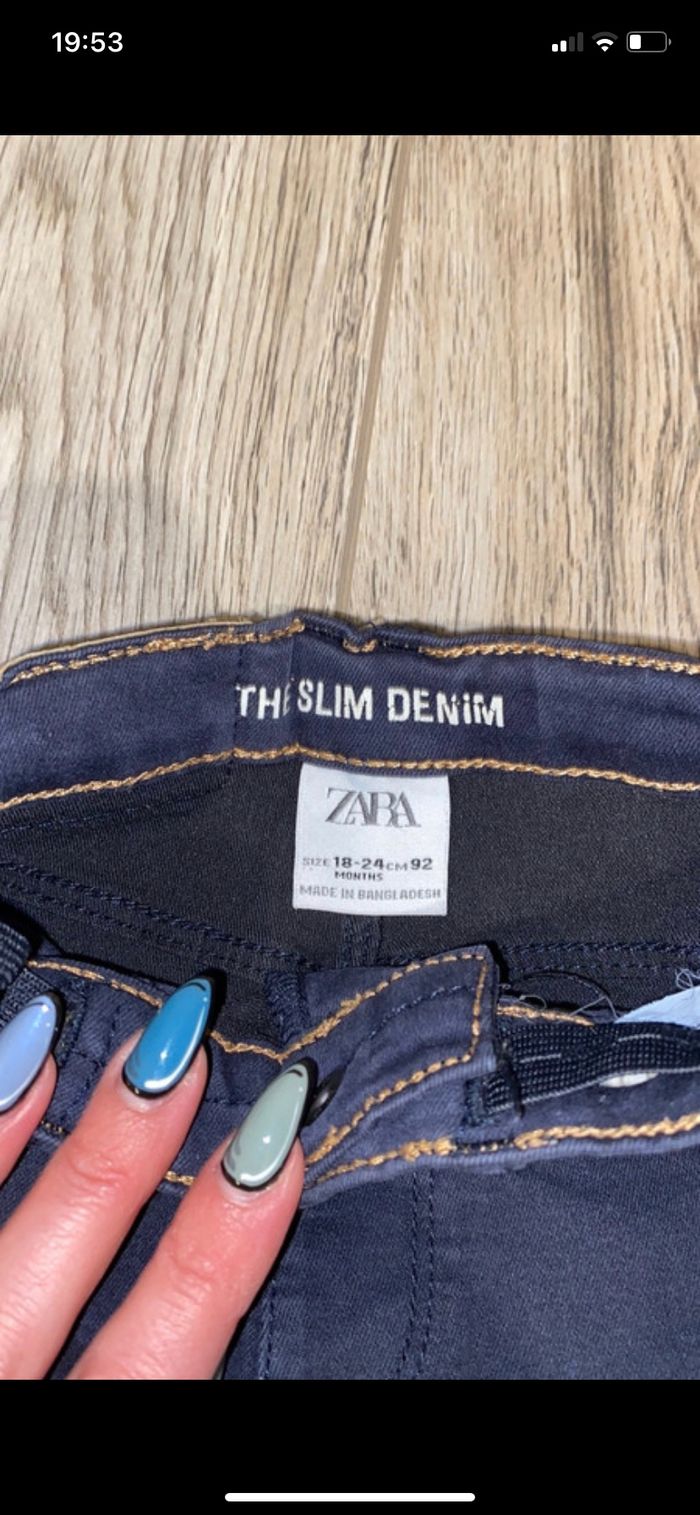 19:53
THE SLIM DENIM
ZARA
SIZE 18-24 CM 92
MONTHS
MADE IN BANGLADESH